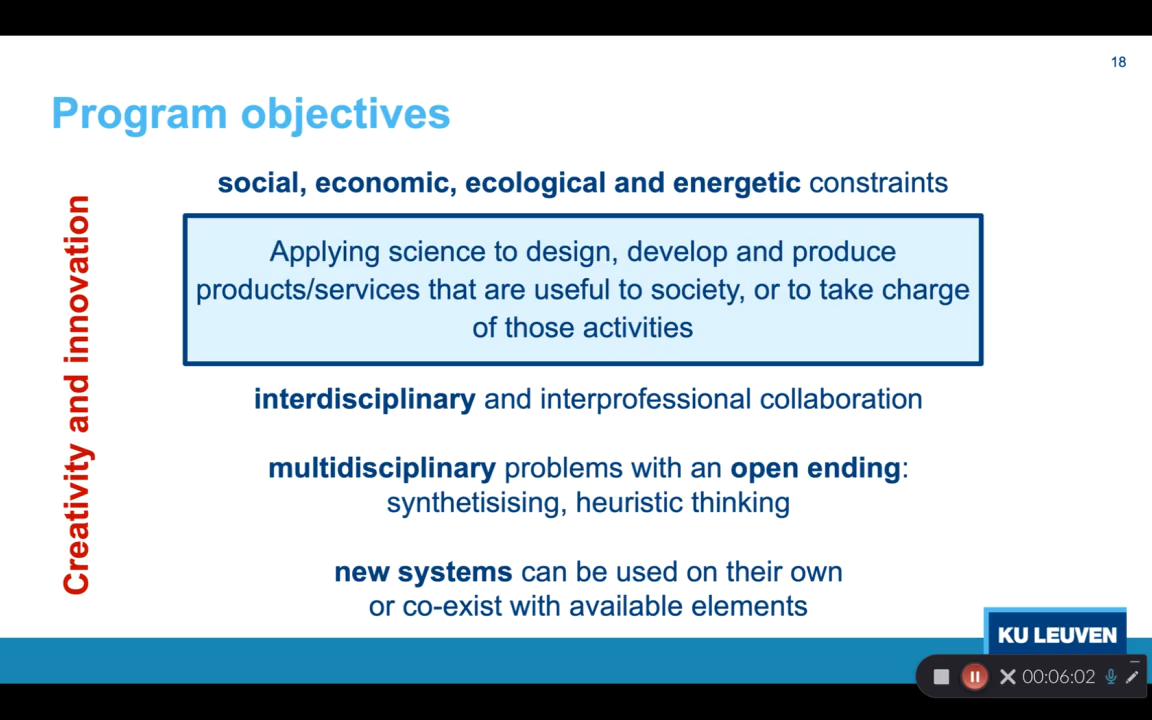 18
Program objectives
social, economic, ecological and energetic constraints
Applying science to design, develop and produce
products/services that are useful to society, or to take charge
of those activities
interdisciplinary and interprofessional collaboration
multidisciplinary problems with an open ending:
synthetisising, heuristic thinking
new systems can be used on their own
or co-exist with available elements
Creativity and innovation
KU LEUVEN
00:06:02